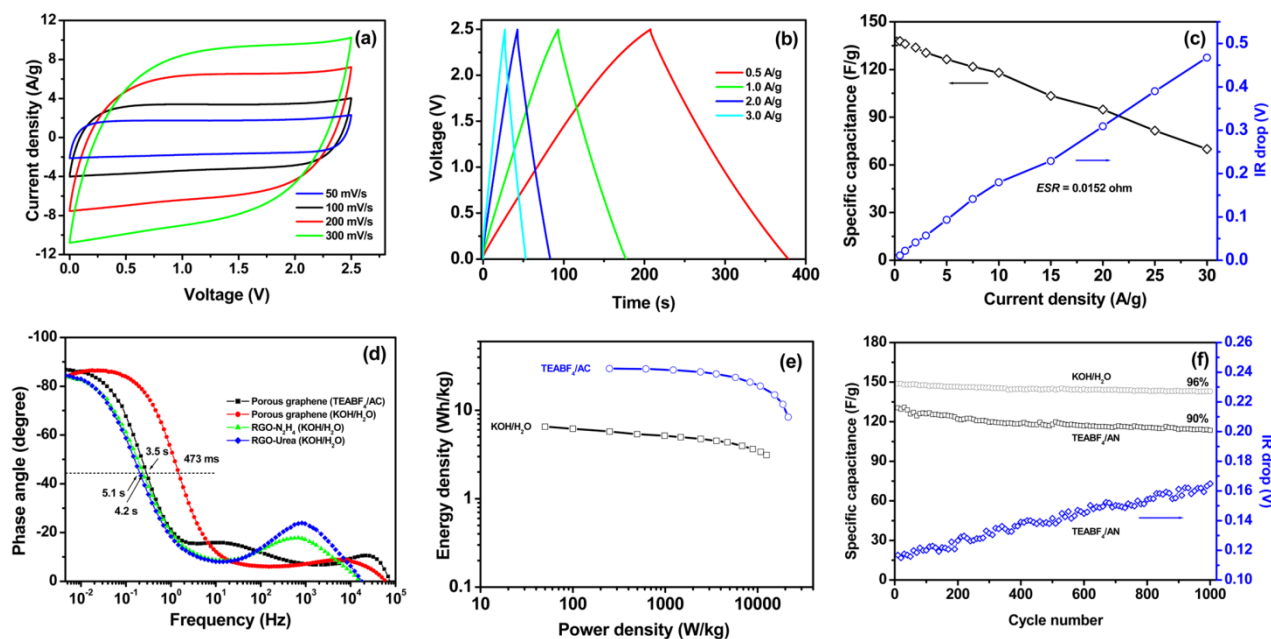 (a)
Current density (A/g)
12
8
4
0
-4
-8
-12
50 mV/s
100 mV/s
200 mV/s
300 mV/s
0.0 0.5 1.0 1.5 2.0 2.5
Voltage (V)
(b)
Voltage (V)
2.5
2.0
1.5
1.0
0.5
0.0
0.5 A/g
1.0 A/g
2.0 A/g
3.0 A/g
0 100 200 300 400
Time (s)
(c)
Specific capacitance (F/g)
150
120
90
60
30
0
ESR = 0.0152 ohm
IR drop (V)
0.5
0.4
0.3
0.2
0.1
0.0
0 5 10 15 20 25 30
Current density (A/g)
(d)
Phase angle (degree)
-100
-80
-60
-40
-20
0
Porous graphene (TEABF4/AC)
Porous graphene (KOH/H2O)
RGO-N2H4 (KOH/H2O)
RGO-Urea (KOH/H2O)
3.5 s
473 ms
5.1 s
4.2 s
10-2 10-1 100 101 102 103 104 105
Frequency (Hz)
(e)
Energy density (Wh/kg)
100
10
1
0.1
TEABF4/AC
KOH/H2O
10 100 1000 10000
Power density (W/kg)
(f)
Specific capacitance (F/g)
180
150
120
90
60
30
0
KOH/H2O
96%
90%
TEABF4/AN
TEABF4/AN
IR drop (V)
0.26
0.24
0.22
0.20
0.18
0.16
0.14
0.12
0.10
0 200 400 600 800 1000
Cycle number